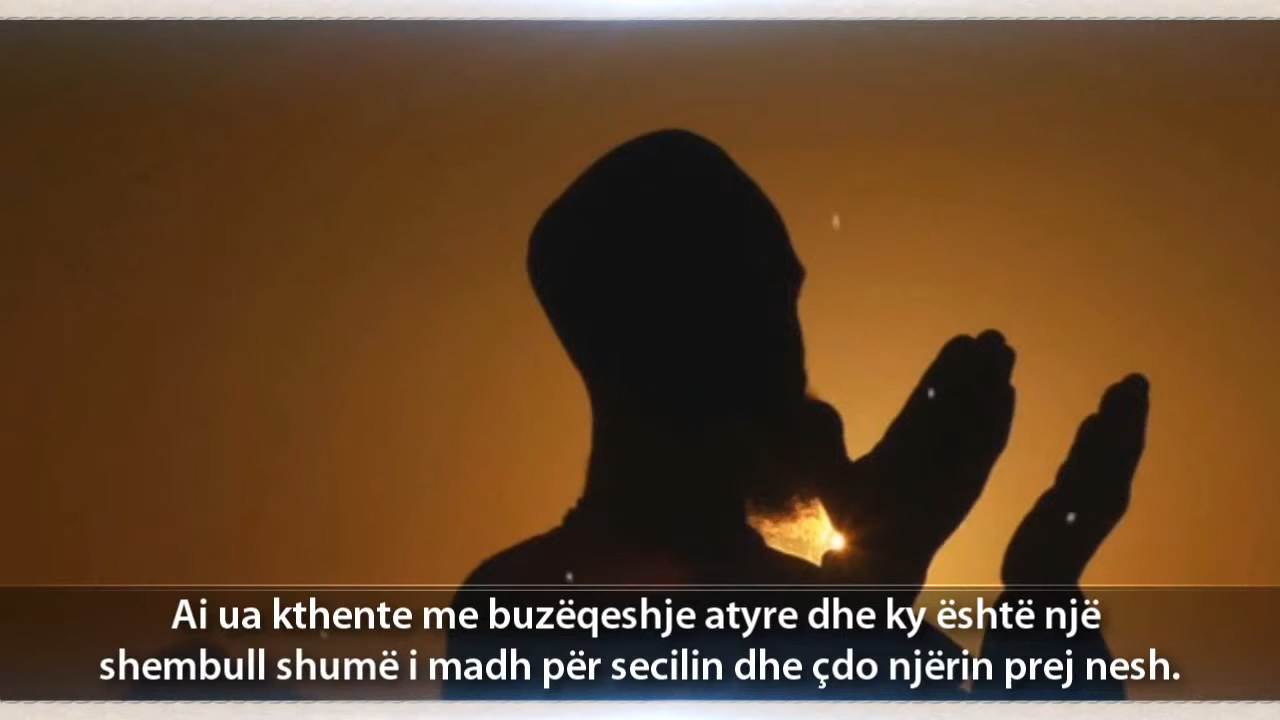 Ai ua kthente me buzëqeshje atyre dhe ky është një
shembull shumë i madh për secilin dhe çdo njërin prej nesh.